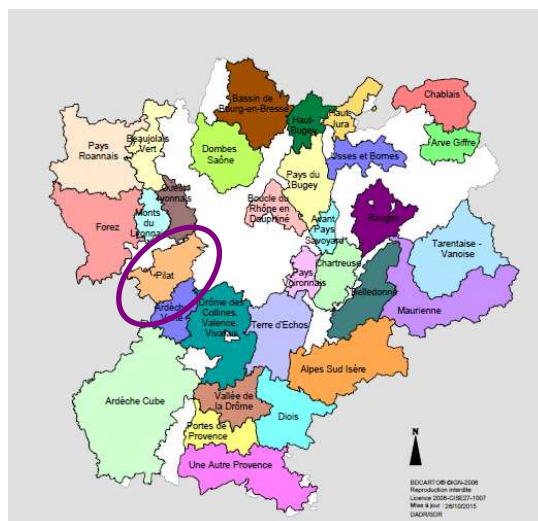 Bassin de
Bourg-en-Bresse
Haut-
Bugey
Haut
Jura
Chablais
Pays
Roannais
Beaujolais
Vert
Dombes
Saône
Usses et Bornes
Arve Giffre
Pays du
Bugey
Ouest
Lyonnais
Forez
Monts
du
Lyonnais
Boucle du
Rhône en
Dauphiné
Avant
Pays
Savoyard
Bauges
Tarentaise -
Vanoise
Pilat
Pays
Voironnais
Chartreuse
Belledonne
Maurienne
Ardèche
Verte
Drôme des
Collines,
Valence,
Vivarais
Terre d'Echos
Alpes Sud Isère
Ardèche Cube
Vallée de
la Drôme
Diois
Portes de
Provence
Une Autre Provence
N
BDCARTO® ©IGN-2006
Reproduction interdite
Licence 2006-CISE27-1007
Mise à jour : 26/10/2015
DADR/SDR